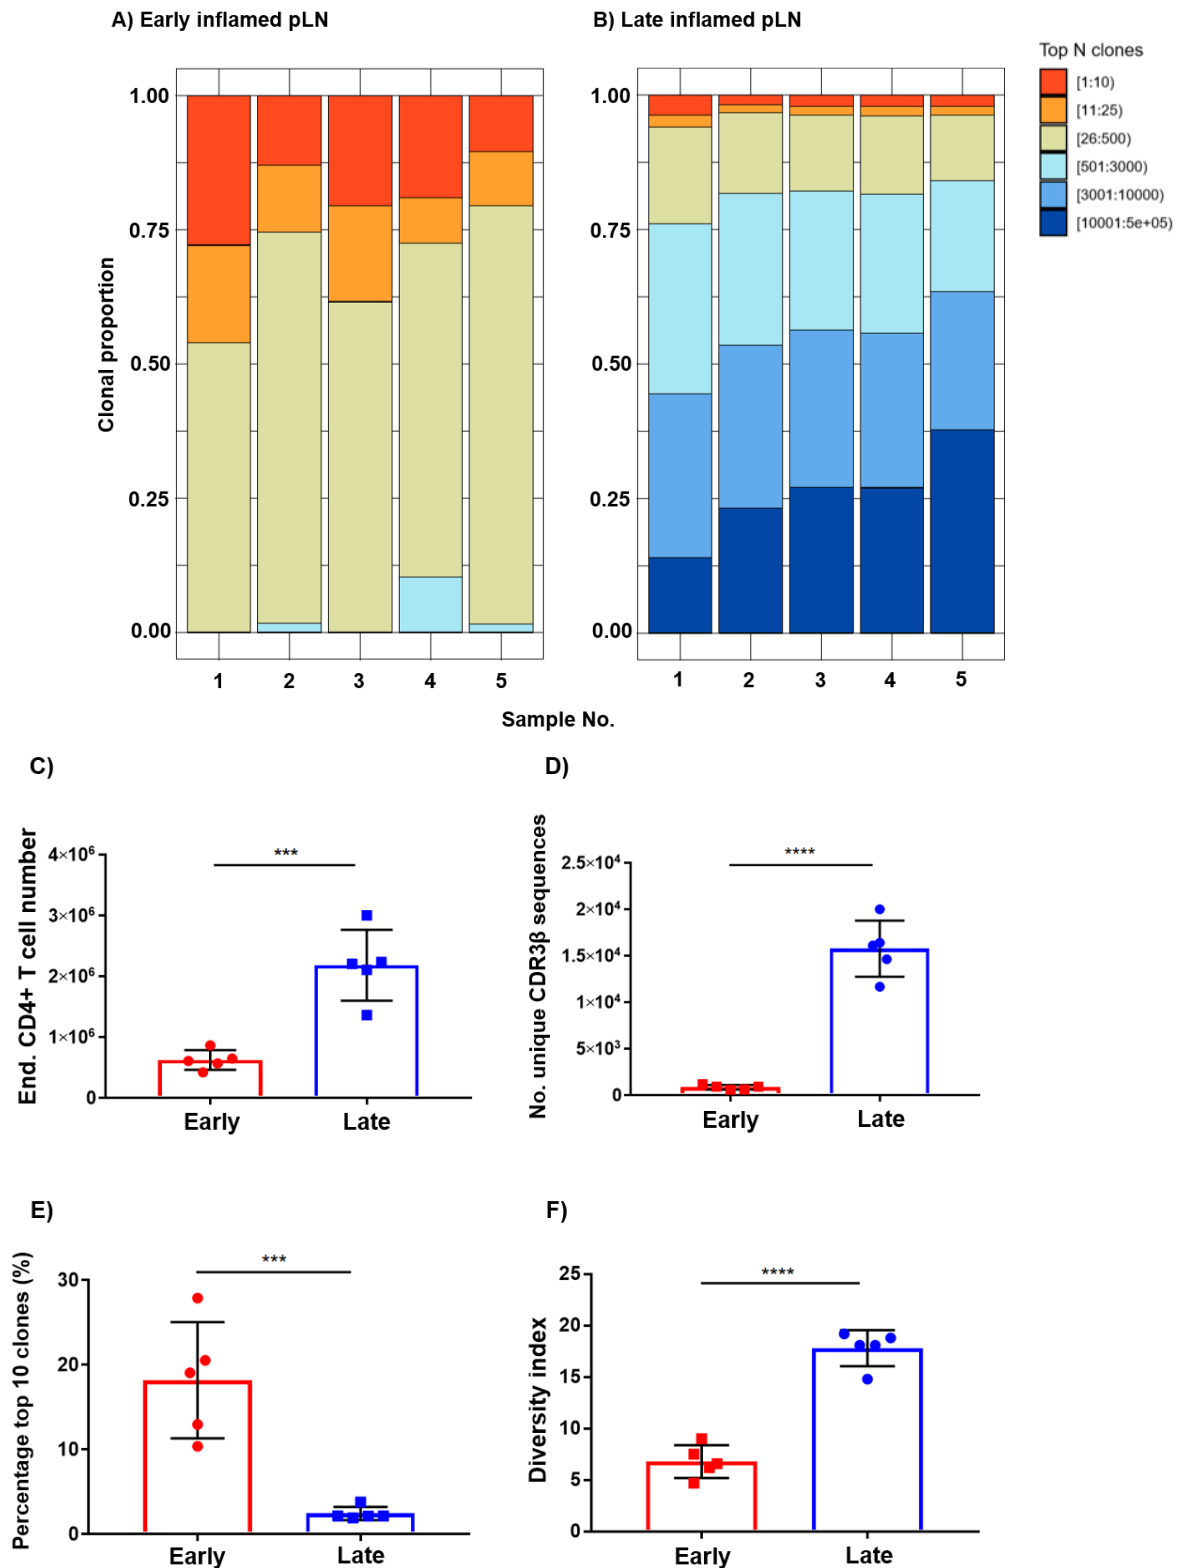 A) Early inflamed pLN
B) Late inflamed pLN
Top N clones
[1:10)
[11:25)
[26:500)
[501:3000)
[3001:10000)
[10001:5e+05)
Clonal proportion
1.00
0.75
0.50
0.25
0.00
1 2 3 4 5
1.00
0.75
0.50
0.25
0.00
1 2 3 4 5
Sample No.
C)
End. CD4+ T cell number
4×10⁶
3×10⁶
2×10⁶
1×10⁶
0
***
Early Late
D)
No. unique CDR3β sequences
2.5×10⁴
2×10⁴
1.5×10⁴
1×10⁴
5×10³
0
****
Early Late
E)
Percentage top 10 clones (%)
30
20
10
0
***
Early Late
F)
Diversity index
25
20
15
10
5
0
****
Early Late